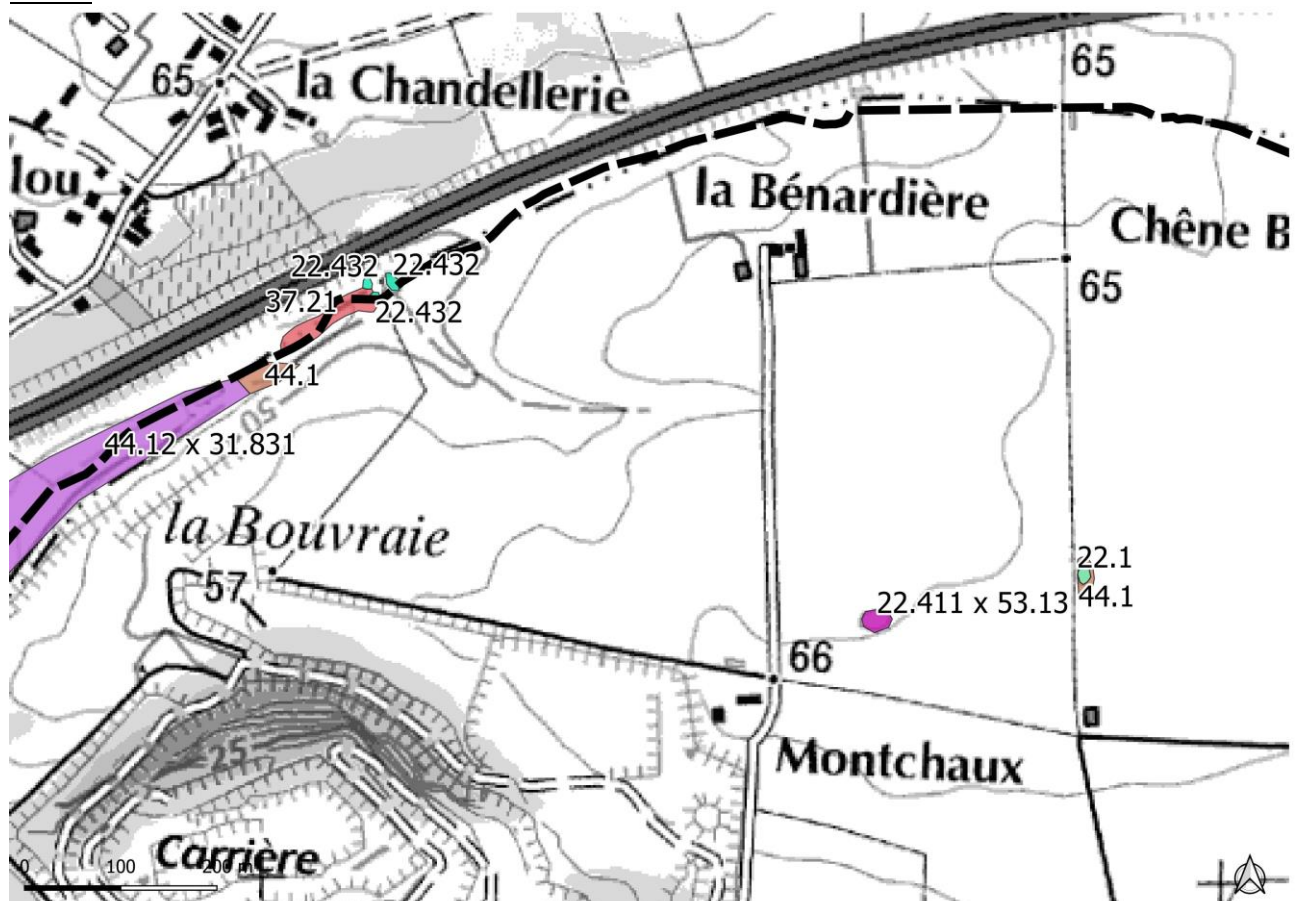 65
la Chandellerie
65
lou
la Bénardière
Chêne B
22.432
22.432
65
37.21
22.432
44.1
50
44.12 x 31.831
la Bouvraie
57
22.1
22.411 x 53.13
44.1
66
25
Montchaux
Carrière
0
100
200 m